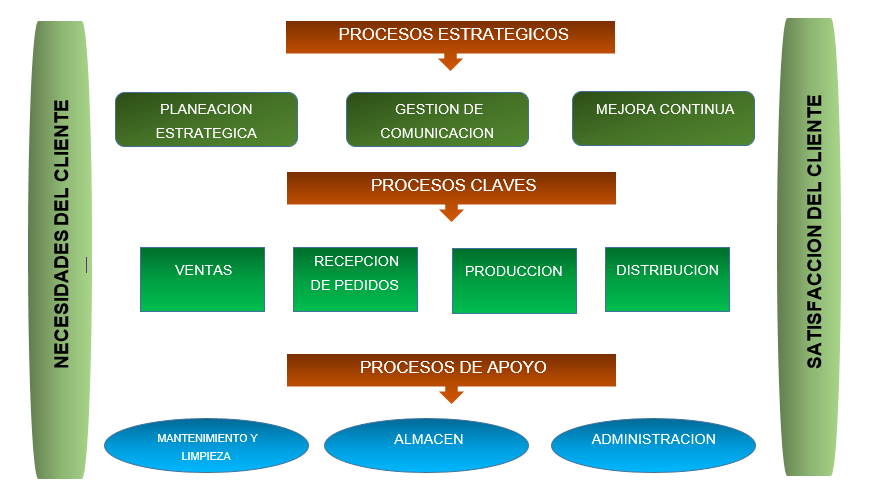 NECESIDADES DEL CLIENTE
PROCESOS ESTRATEGICOS
PLANEACION
ESTRATEGICA
GESTION DE
COMUNICACION
MEJORA CONTINUA
PROCESOS CLAVES
VENTAS
RECEPCION
DE PEDIDOS
PRODUCCION
DISTRIBUCION
PROCESOS DE APOYO
MANTENIMIENTO Y
LIMPIEZA
ALMACEN
ADMINISTRACION
SATISFACCION DEL CLIENTE